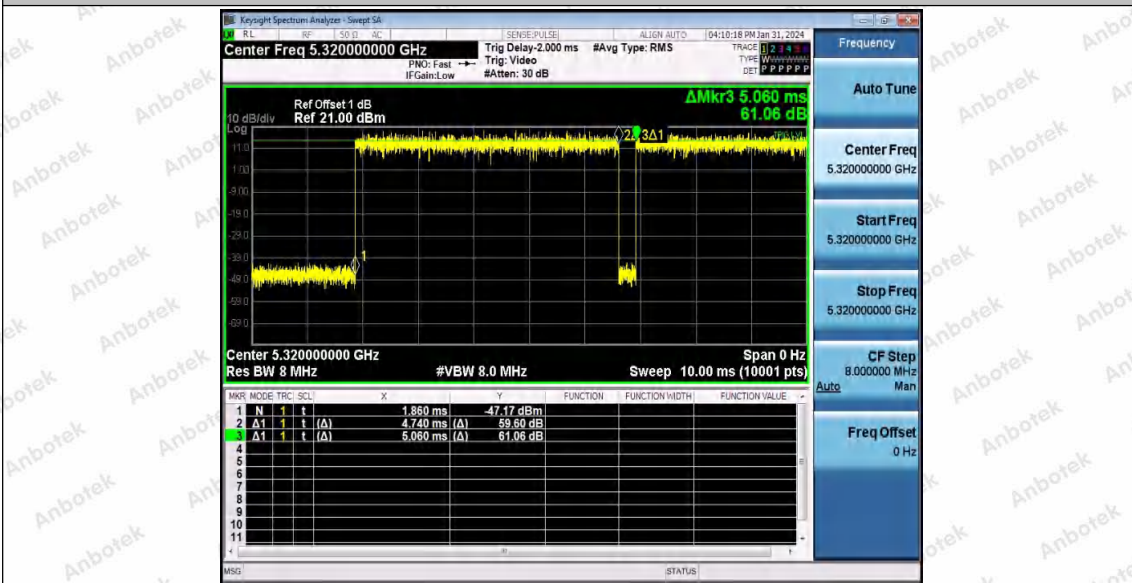 Keysight Spectrum Analyzer - Swept SA
RL RF 50 Ω AC SENSE:PULSE ALIGN AUTO 04:10:18 PM Jan 31, 2024
Center Freq 5.320000000 GHz
PNO: Fast
IFGain:Low
Trig Delay-2.000 ms
Trig: Video
#Atten: 30 dB
#Avg Type: RMS
TRACE 1 2 3 4 5 6
TYPE
DET P P P P P P
ΔMkr3 5.060 ms
61.06 dB
Ref Offset 1 dB
10 dB/div Ref 21.00 dBm
Log
11.0
1.00
-9.00
-19.0
-29.0
-39.0
-49.0
-59.0
-69.0
1
2Δ 3Δ1
Center 5.320000000 GHz Span 0 Hz
Res BW 8 MHz #VBW 8.0 MHz Sweep 10.00 ms (10001 pts)
MKR MODE TRC SCL X Y FUNCTION FUNCTION WIDTH FUNCTION VALUE
1 N 1 t 1.860 ms -47.17 dBm
2 Δ1 1 t (Δ) 4.740 ms (Δ) 59.60 dB
3 Δ1 1 t (Δ) 5.060 ms (Δ) 61.06 dB
4
5
6
7
8
9
10
11
MSG STATUS
Frequency
Auto Tune
Center Freq
5.320000000 GHz
Start Freq
5.320000000 GHz
Stop Freq
5.320000000 GHz
CF Step
8.000000 MHz
Auto Man
Freq Offset
0 Hz
Anbotek